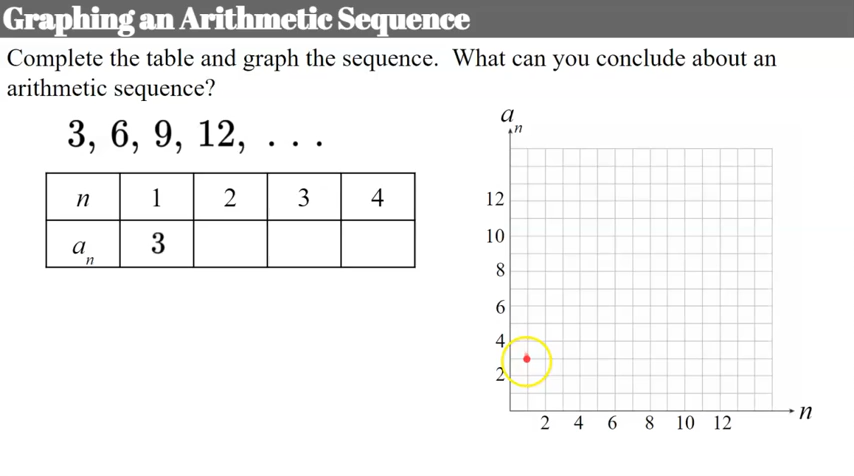 Graphing an Arithmetic Sequence
Complete the table and graph the sequence. What can you conclude about an
arithmetic sequence?
3, 6, 9, 12, . . .
n 1 2 3 4
an 3
an
12
10
8
6
4
2
2 4 6 8 10 12 n